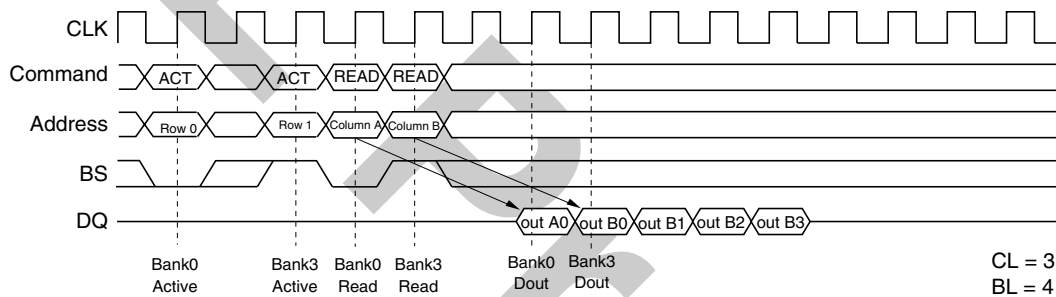 CLK
Command ACT ACT READ READ
Address Row 0 Row 1 Column A Column B
BS
DQ out A0 out B0 out B1 out B2 out B3
Bank0 Active
Bank3 Active
Bank0 Read
Bank3 Read
Bank0 Dout
Bank3 Dout
CL = 3
BL = 4